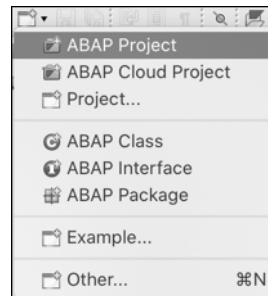 ABAP Project
ABAP Cloud Project
Project...
ABAP Class
ABAP Interface
ABAP Package
Example...
Other... ⌘N